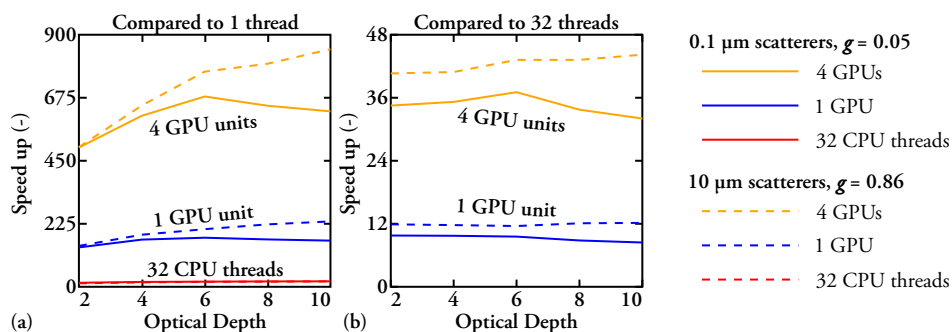 Compared to 1 thread
900
675
450
225
0
Speed up (-)
4 GPU units
1 GPU unit
32 CPU threads
2 4 6 8 10
Optical Depth
(a)
Compared to 32 threads
48
36
24
12
0
Speed up (-)
4 GPU units
1 GPU unit
2 4 6 8 10
Optical Depth
(b)
0.1 µm scatterers, g = 0.05
4 GPUs
1 GPU
32 CPU threads
10 µm scatterers, g = 0.86
4 GPUs
1 GPU
32 CPU threads